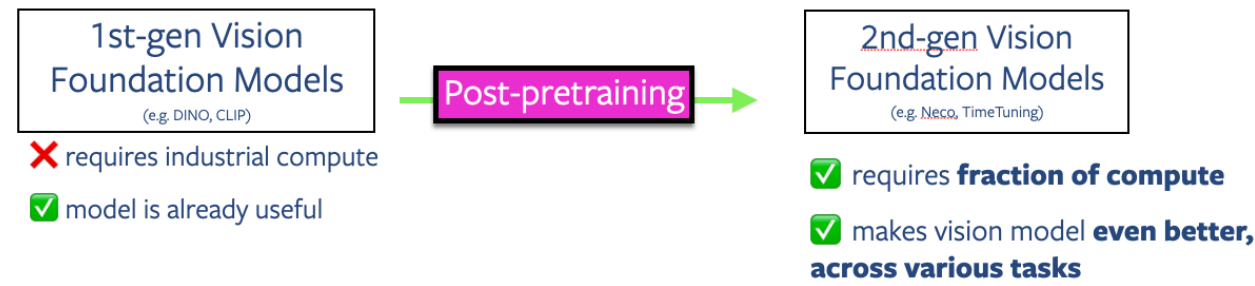 1st-gen Vision
Foundation Models
(e.g. DINO, CLIP)
❌ requires industrial compute
✅ model is already useful
Post-pretraining
2nd-gen Vision
Foundation Models
(e.g. Neco, TimeTuning)
✅ requires fraction of compute
✅ makes vision model even better,
across various tasks